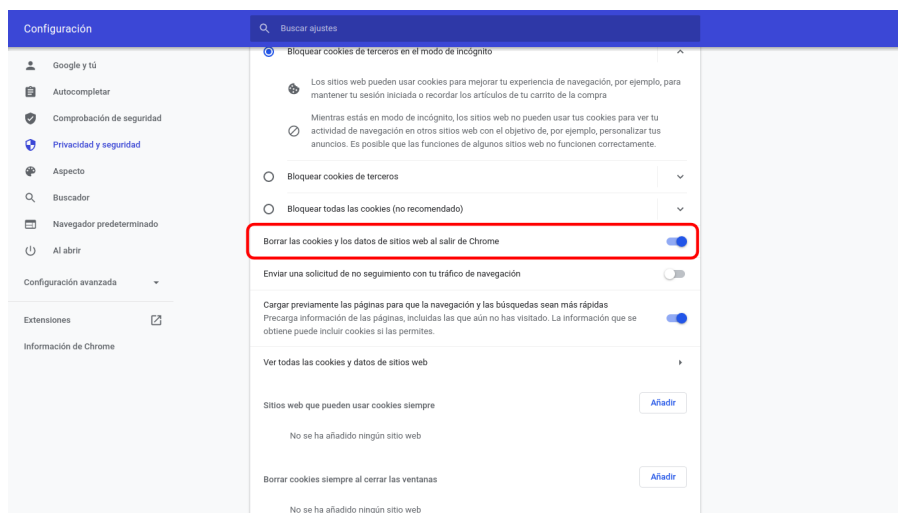 Configuración
Buscar ajustes
Google y tú
Autocompletar
Comprobación de seguridad
Privacidad y seguridad
Aspecto
Buscador
Navegador predeterminado
Al abrir
Configuración avanzada
Extensiones
Información de Chrome
Bloquear cookies de terceros en el modo de incógnito
Los sitios web pueden usar cookies para mejorar tu experiencia de navegación, por ejemplo, para
mantener tu sesión iniciada o recordar los artículos de tu carrito de la compra
Mientras estás en modo de incógnito, los sitios web no pueden usar tus cookies para ver tu
actividad de navegación en otros sitios web con el objetivo de, por ejemplo, personalizar tus
anuncios. Es posible que las funciones de algunos sitios web no funcionen correctamente.
Bloquear cookies de terceros
Bloquear todas las cookies (no recomendado)
Borrar las cookies y los datos de sitios web al salir de Chrome
Enviar una solicitud de no seguimiento con tu tráfico de navegación
Cargar previamente las páginas para que la navegación y las búsquedas sean más rápidas
Precarga información de las páginas, incluidas las que aún no has visitado. La información que se
obtiene puede incluir cookies si las permites.
Ver todas las cookies y datos de sitios web
Sitios web que pueden usar cookies siempre
Añadir
No se ha añadido ningún sitio web
Borrar cookies siempre al cerrar las ventanas
Añadir
No se ha añadido ningún sitio web